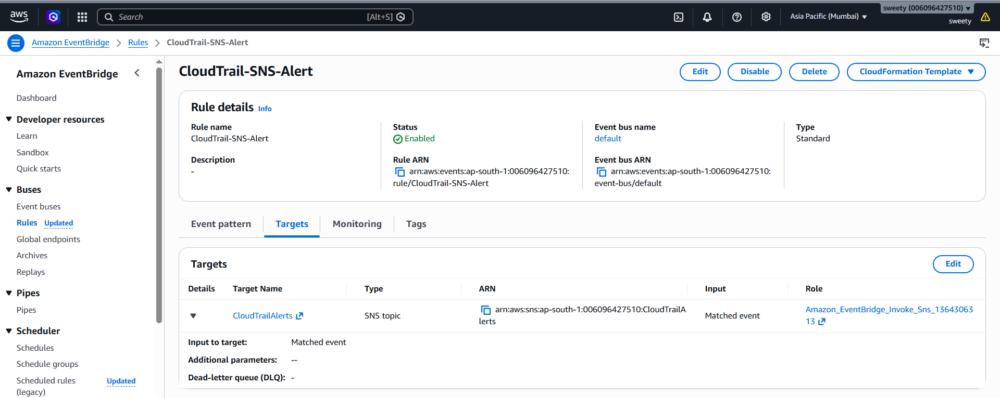 aws
Search [Alt+S]
Asia Pacific (Mumbai)
sweety (006096427510)
sweety
Amazon EventBridge > Rules > CloudTrail-SNS-Alert
Amazon EventBridge
Dashboard
Developer resources
Learn
Sandbox
Quick starts
Buses
Event buses
Rules Updated
Global endpoints
Archives
Replays
Pipes
Pipes
Scheduler
Schedules
Schedule groups
Scheduled rules Updated
(legacy)
CloudTrail-SNS-Alert
Edit Disable Delete CloudFormation Template
Rule details Info
Rule name
CloudTrail-SNS-Alert
Description
-
Status
Enabled
Rule ARN
arn:aws:events:ap-south-1:006096427510:
rule/CloudTrail-SNS-Alert
Event bus name
default
Event bus ARN
arn:aws:events:ap-south-1:006096427510:
event-bus/default
Type
Standard
Event pattern Targets Monitoring Tags
Targets Edit
Details Target Name Type ARN Input Role
CloudTrailAlerts SNS topic arn:aws:sns:ap-south-1:006096427510:CloudTrailA
lerts Matched event Amazon_EventBridge_Invoke_Sns_13643063
13
Input to target: Matched event
Additional parameters: --
Dead-letter queue (DLQ): -